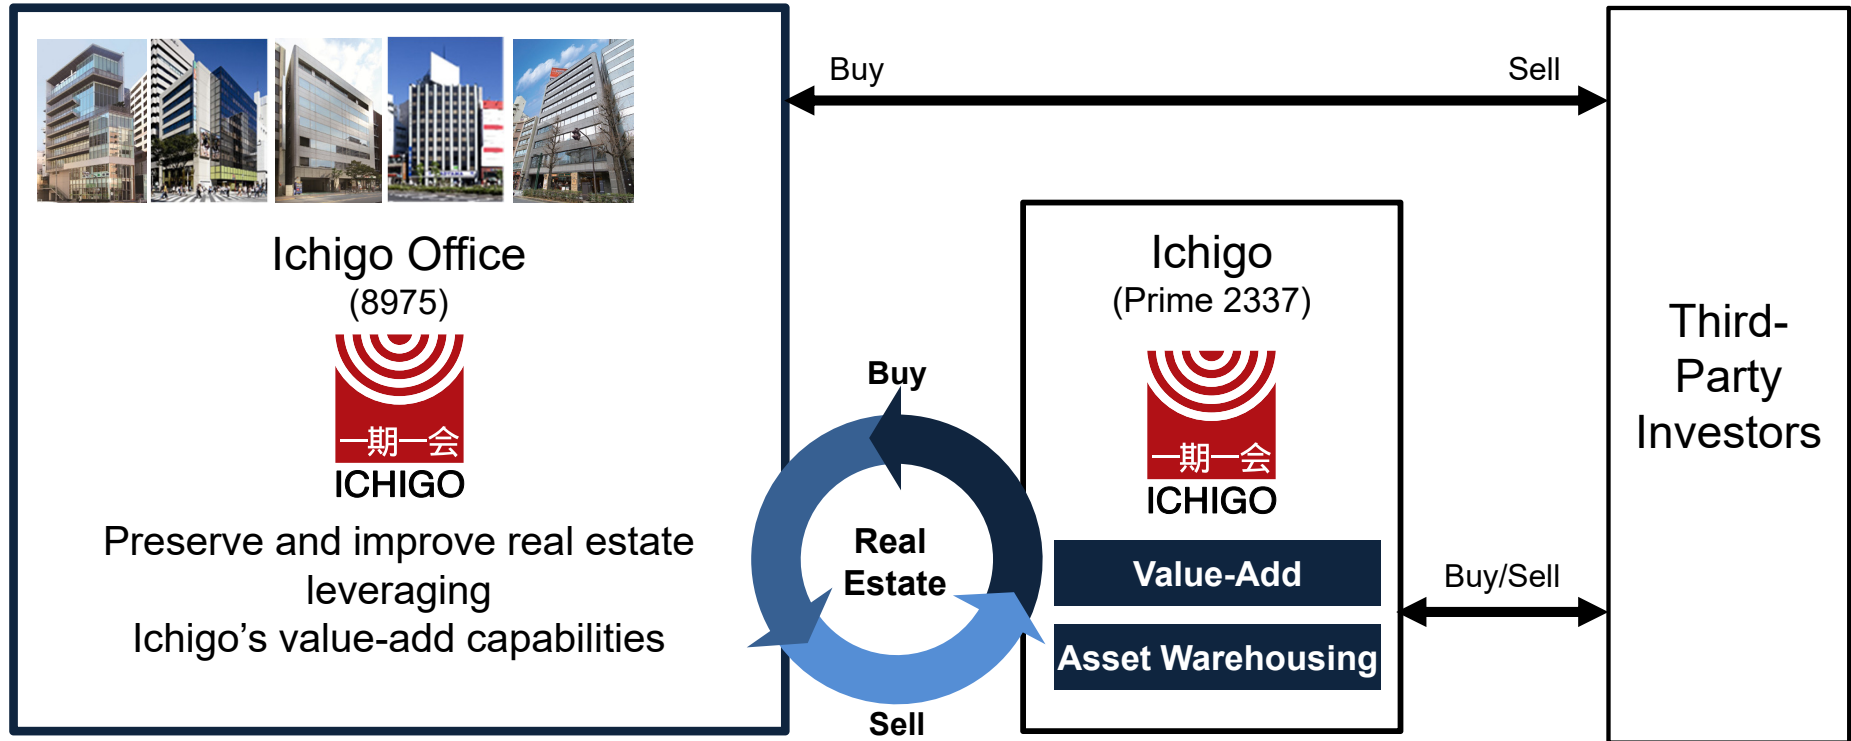 Buy
Sell
Ichigo Office
(8975)
一期一会
ICHIGO
Preserve and improve real estate
leveraging
Ichigo’s value-add capabilities
Buy
Real
Estate
Sell
Ichigo
(Prime 2337)
一期一会
ICHIGO
Value-Add
Asset Warehousing
Buy/Sell
Third-
Party
Investors